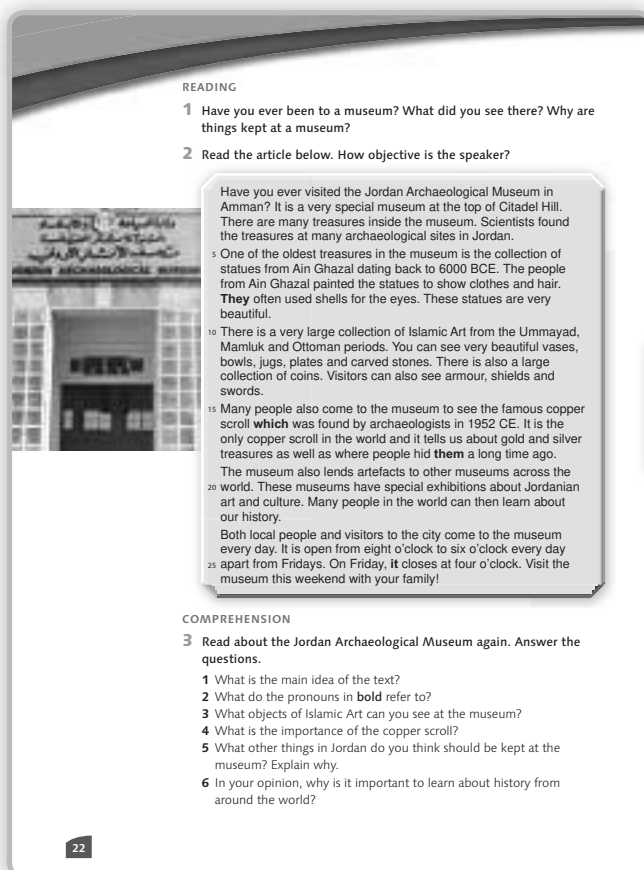 READING
1 Have you ever been to a museum? What did you see there? Why are
things kept at a museum?
2 Read the article below. How objective is the speaker?
Have you ever visited the Jordan Archaeological Museum in
Amman? It is a very special museum at the top of Citadel Hill.
There are many treasures inside the museum. Scientists found
the treasures at many archaeological sites in Jordan.
5 One of the oldest treasures in the museum is the collection of
statues from Ain Ghazal dating back to 6000 BCE. The people
from Ain Ghazal painted the statues to show clothes and hair.
They often used shells for the eyes. These statues are very
beautiful.
10 There is a very large collection of Islamic Art from the Ummayad,
Mamluk and Ottoman periods. You can see very beautiful vases,
bowls, jugs, plates and carved stones. There is also a large
collection of coins. Visitors can also see armour, shields and
swords.
15 Many people also come to the museum to see the famous copper
scroll which was found by archaeologists in 1952 CE. It is the
only copper scroll in the world and it tells us about gold and silver
treasures as well as where people hid them a long time ago.
The museum also lends artefacts to other museums across the
20 world. These museums have special exhibitions about Jordanian
art and culture. Many people in the world can then learn about
our history.
Both local people and visitors to the city come to the museum
every day. It is open from eight o'clock to six o'clock every day
25 apart from Fridays. On Friday, it closes at four o'clock. Visit the
museum this weekend with your family!
COMPREHENSION
3 Read about the Jordan Archaeological Museum again. Answer the
questions.
1 What is the main idea of the text?
2 What do the pronouns in bold refer to?
3 What objects of Islamic Art can you see at the museum?
4 What is the importance of the copper scroll?
5 What other things in Jordan do you think should be kept at the
museum? Explain why.
6 In your opinion, why is it important to learn about history from
around the world?
22